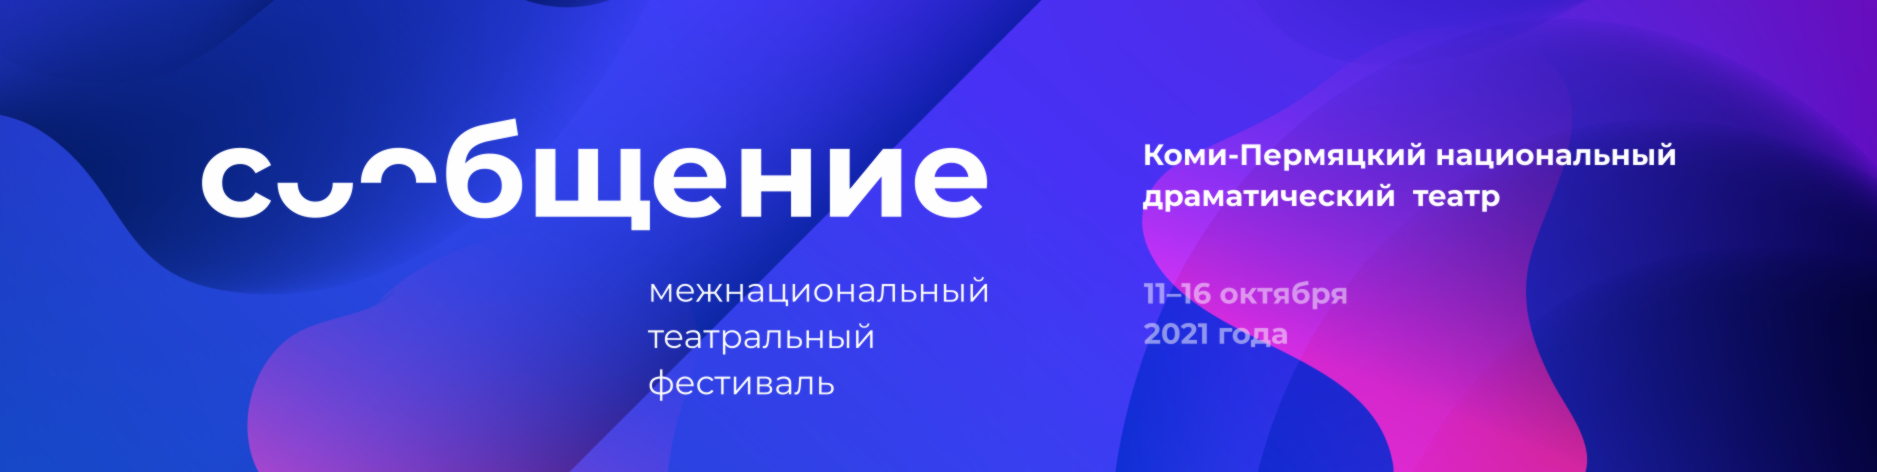 сообщение
межнациональный
театральный
фестиваль
Коми-Пермяцкий национальный
драматический театр
11–16 октября
2021 года